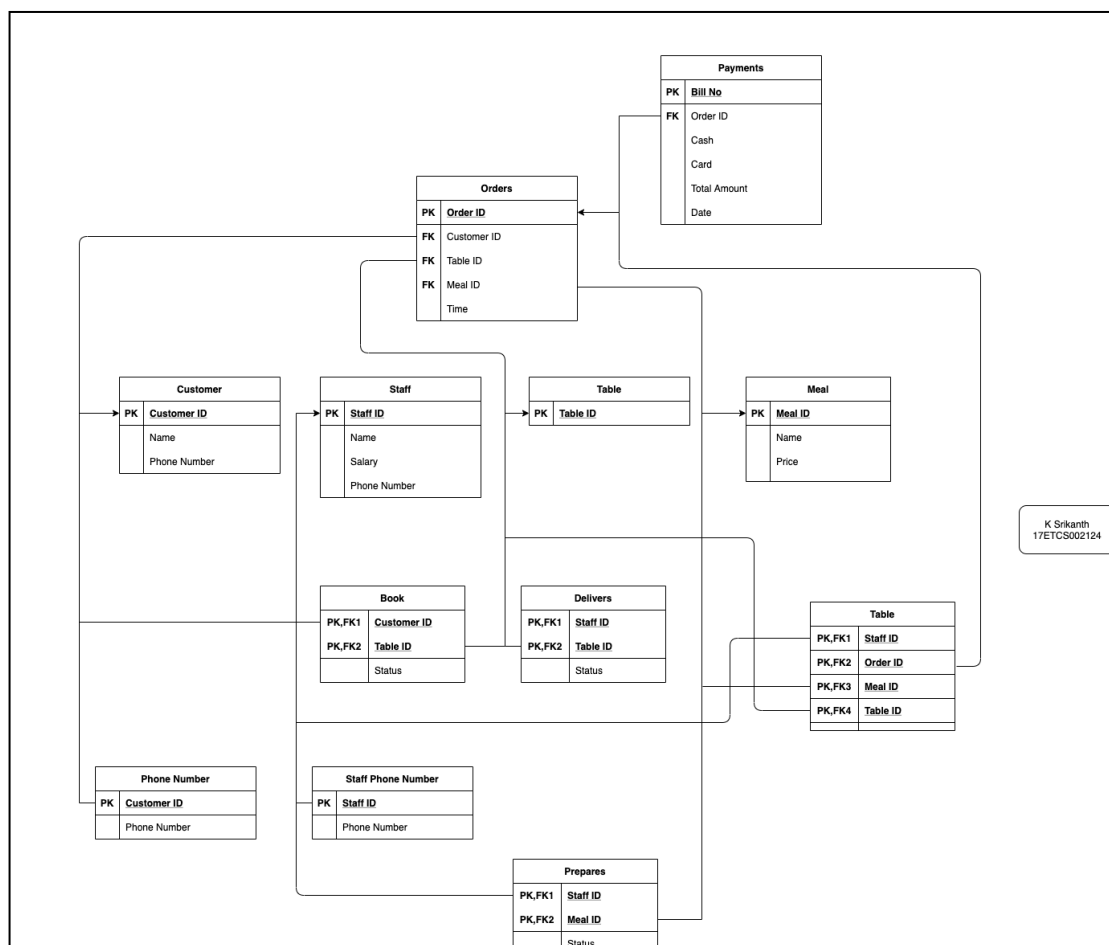 Payments
PK Bill No
FK Order ID
Cash
Card
Total Amount
Date
Orders
PK Order ID
FK Customer ID
FK Table ID
FK Meal ID
Time
Customer
PK Customer ID
Name
Phone Number
Staff
PK Staff ID
Name
Salary
Phone Number
Table
PK Table ID
Meal
PK Meal ID
Name
Price
K Srikanth
17ETCS002124
Book
PK,FK1 Customer ID
PK,FK2 Table ID
Status
Delivers
PK,FK1 Staff ID
PK,FK2 Table ID
Status
Table
PK,FK1 Staff ID
PK,FK2 Order ID
PK,FK3 Meal ID
PK,FK4 Table ID
Phone Number
PK Customer ID
Phone Number
Staff Phone Number
PK Staff ID
Phone Number
Prepares
PK,FK1 Staff ID
PK,FK2 Meal ID
Status